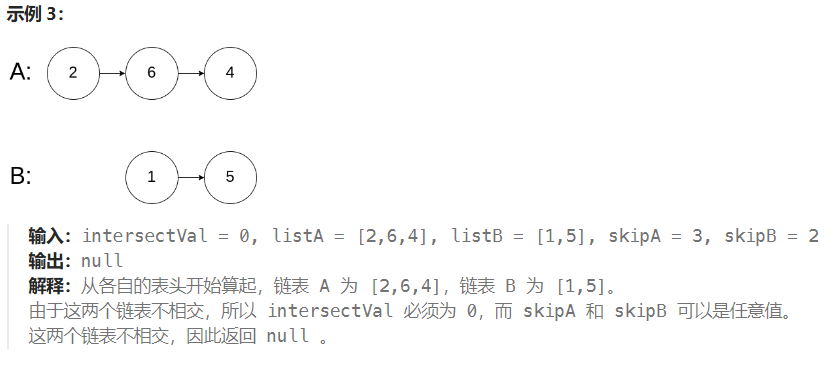 示例 3：
A: 2 6 4
B: 1 5
输入：intersectVal = 0, listA = [2,6,4], listB = [1,5], skipA = 3, skipB = 2
输出：null
解释：从各自的表头开始算起，链表 A 为 [2,6,4]，链表 B 为 [1,5]。
由于这两个链表不相交，所以 intersectVal 必须为 0，而 skipA 和 skipB 可以是任意值。
这两个链表不相交，因此返回 null 。